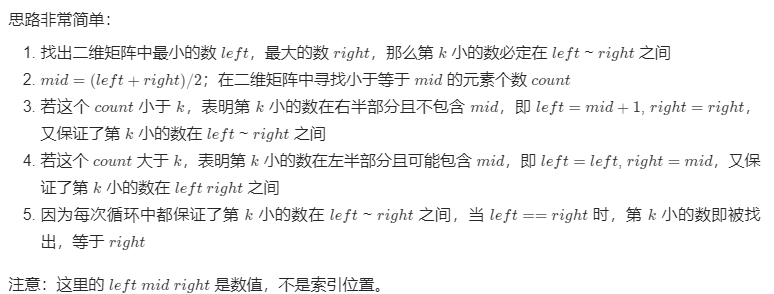 思路非常简单：
1. 找出二维矩阵中最小的数 left，最大的数 right，那么第 k 小的数必定在 left ~ right 之间
2. mid = (left + right)/2；在二维矩阵中寻找小于等于 mid 的元素个数 count
3. 若这个 count 小于 k，表明第 k 小的数在右半部分且不包含 mid，即 left = mid + 1, right = right，
又保证了第 k 小的数在 left ~ right 之间
4. 若这个 count 大于 k，表明第 k 小的数在左半部分且可能包含 mid，即 left = left, right = mid，又保
证了第 k 小的数在 left right 之间
5. 因为每次循环中都保证了第 k 小的数在 left ~ right 之间，当 left == right 时，第 k 小的数即被找
出，等于 right
注意：这里的 left mid right 是数值，不是索引位置。